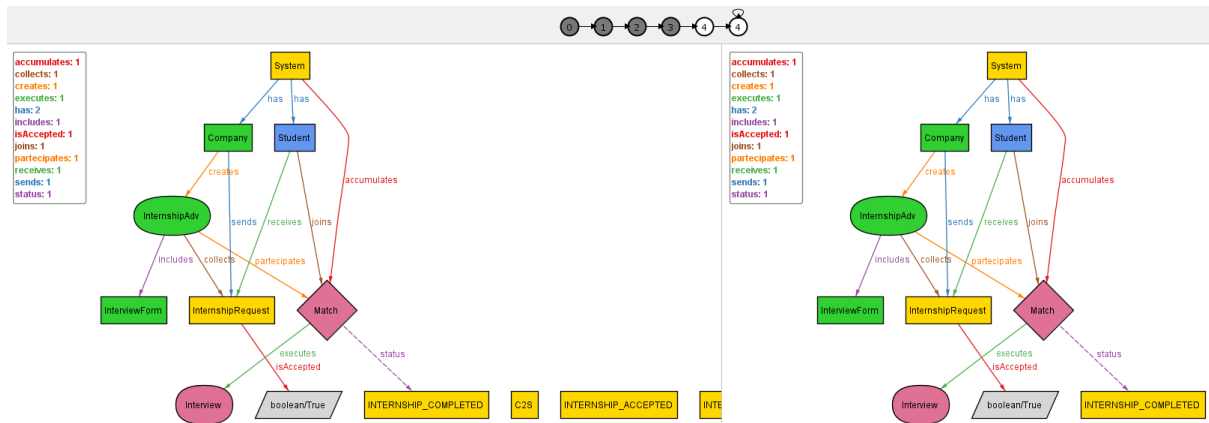 0 1 2 3 4 4
accumulates: 1
collects: 1
creates: 1
executes: 1
has: 2
includes: 1
isAccepted: 1
joins: 1
partecipates: 1
receives: 1
sends: 1
status: 1
System
has has
Company Student
creates accumulates
InternshipAdv sends receives joins
includes collects partecipates
InterviewForm InternshipRequest Match
executes status
isAccepted
Interview boolean/True INTERNSHIP_COMPLETED C2S INTERNSHIP_ACCEPTED INTE
accumulates: 1
collects: 1
creates: 1
executes: 1
has: 2
includes: 1
isAccepted: 1
joins: 1
partecipates: 1
receives: 1
sends: 1
status: 1
System
has has
Company Student
creates accumulates
InternshipAdv sends receives joins
includes collects partecipates
InterviewForm InternshipRequest Match
executes status
isAccepted
Interview boolean/True INTERNSHIP_COMPLETED